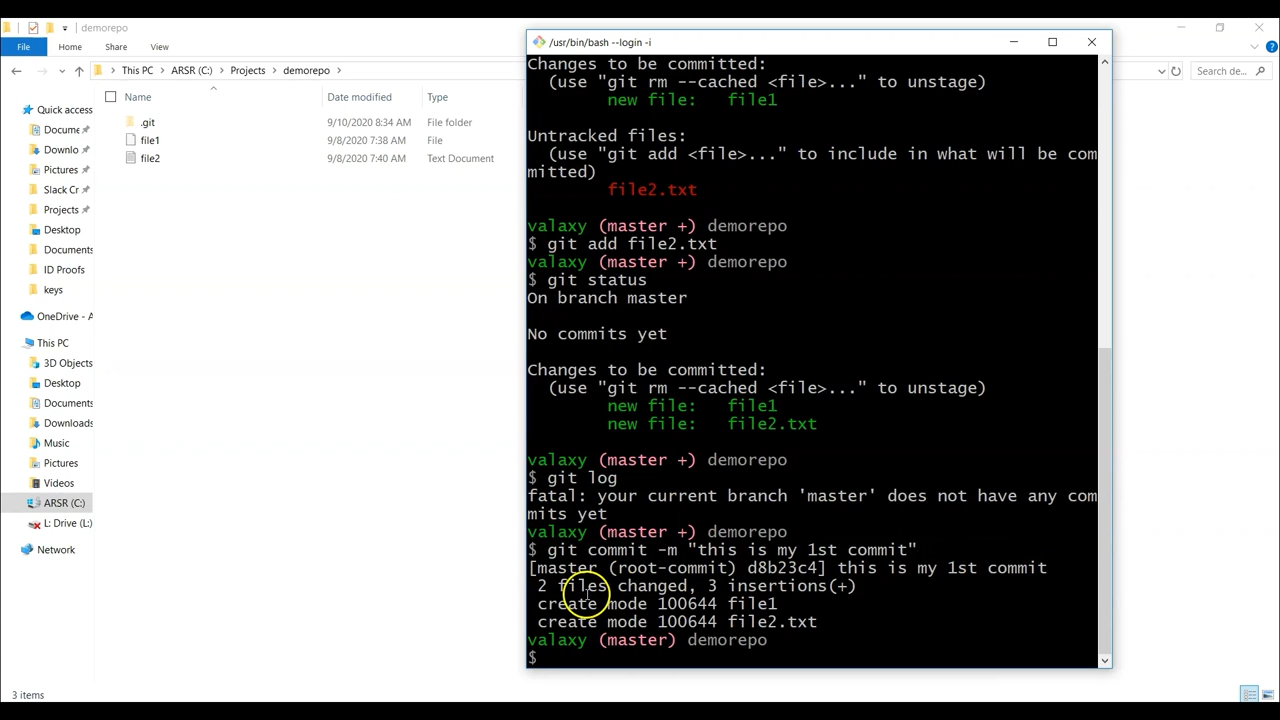 demorepo
File Home Share View
This PC > ARSR (C:) > Projects > demorepo >
Search de...
Name Date modified Type
.git 9/10/2020 8:34 AM File folder
file1 9/8/2020 7:38 AM File
file2 9/8/2020 7:40 AM Text Document
Quick access
Docume
Downlo
Pictures
Slack Cr
Projects
Desktop
Documents
ID Proofs
keys
OneDrive - A
This PC
3D Objects
Desktop
Documents
Downloads
Music
Pictures
Videos
ARSR (C:)
L: Drive (L:)
Network
3 items
/usr/bin/bash --login -i
Changes to be committed:
(use "git rm --cached <file>..." to unstage)
new file: file1
Untracked files:
(use "git add <file>..." to include in what will be com
mitted)
file2.txt
valaxy (master +) demorepo
$ git add file2.txt
valaxy (master +) demorepo
$ git status
On branch master
No commits yet
Changes to be committed:
(use "git rm --cached <file>..." to unstage)
new file: file1
new file: file2.txt
valaxy (master +) demorepo
$ git log
fatal: your current branch 'master' does not have any com
mits yet
valaxy (master +) demorepo
$ git commit -m "this is my 1st commit"
[master (root-commit) d8b23c4] this is my 1st commit
2 files changed, 3 insertions(+)
create mode 100644 file1
create mode 100644 file2.txt
valaxy (master) demorepo
$